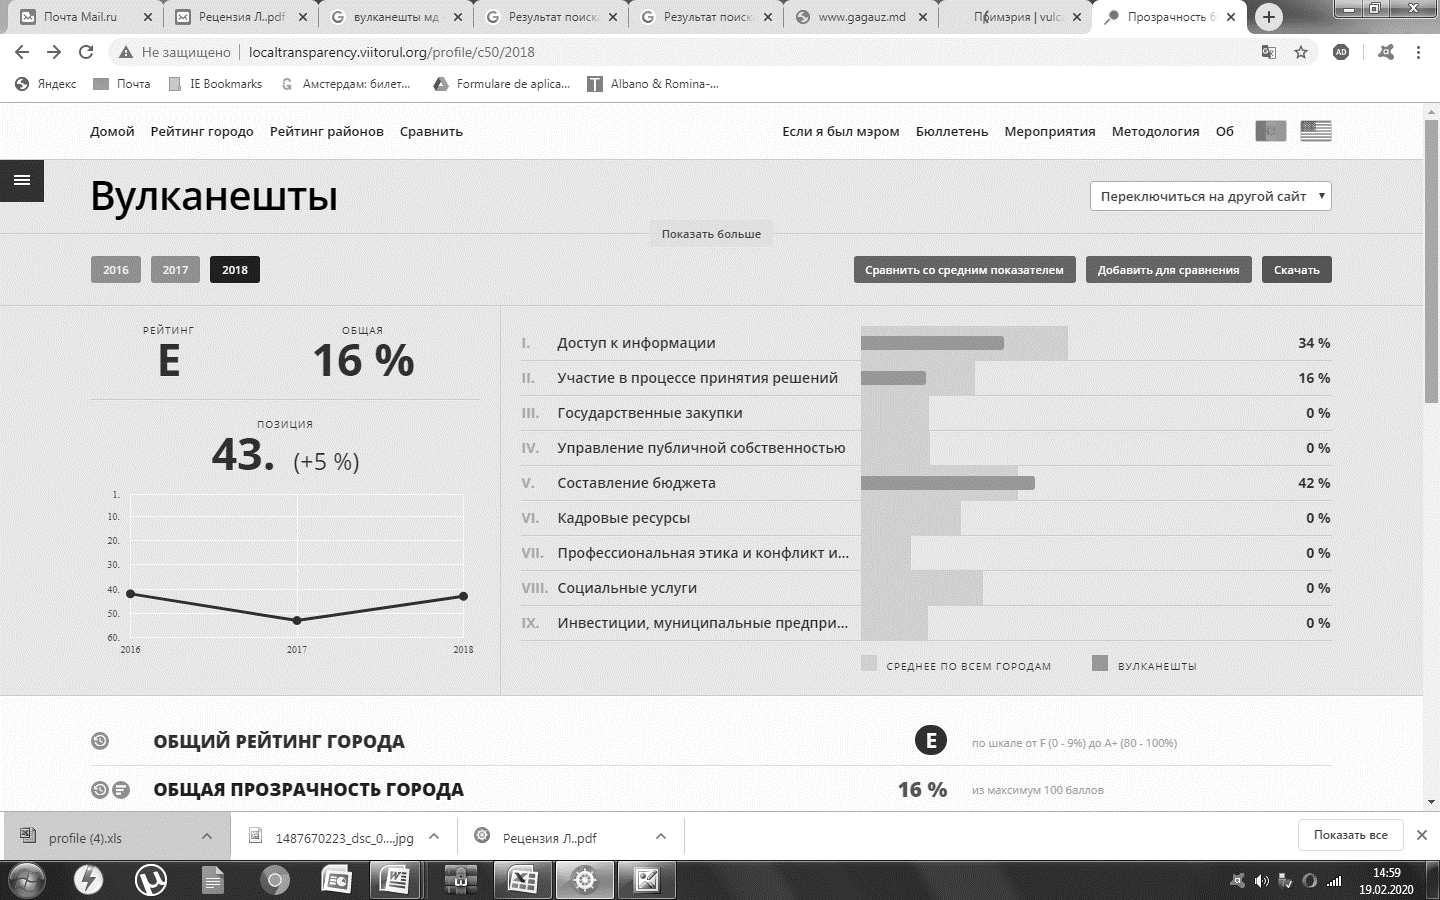 Почта Mail.ru
Рецензия Л..pdf
вулканешты мд
Результат поиск
Результат поиск
www.gagauz.md
Примэрия | vulc
Прозрачность б
Не защищено
localtransparency.viitorul.org/profile/c50/2018
Яндекс
Почта
IE Bookmarks
Амстердам: билет...
Formulare de aplica...
Albano & Romina-...
Домой Рейтинг городо Рейтинг районов Сравнить
Если я был мэром Бюллетень Мероприятия Методология Об
Вулканешты
Переключиться на другой сайт
Показать больше
2016 2017 2018
Сравнить со средним показателем
Добавить для сравнения
Скачать
РЕЙТИНГ
E
ОБЩАЯ
16 %
ПОЗИЦИЯ
43. (+5 %)
1.
10.
20.
30.
40.
50.
60.
2016 2017 2018
I. Доступ к информации 34 %
II. Участие в процессе принятия решений 16 %
III. Государственные закупки 0 %
IV. Управление публичной собственностью 0 %
V. Составление бюджета 42 %
VI. Кадровые ресурсы 0 %
VII. Профессиональная этика и конфликт и... 0 %
VIII. Социальные услуги 0 %
IX. Инвестиции, муниципальные предпри... 0 %
СРЕДНЕЕ ПО ВСЕМ ГОРОДАМ
ВУЛКАНЕШТЫ
ОБЩИЙ РЕЙТИНГ ГОРОДА E по шкале от F (0 - 9%) до A+ (80 - 100%)
ОБЩАЯ ПРОЗРАЧНОСТЬ ГОРОДА 16 % из максимум 100 баллов
profile (4).xls
1487670223_dsc_0....jpg
Рецензия Л..pdf
Показать все
14:59
19.02.2020